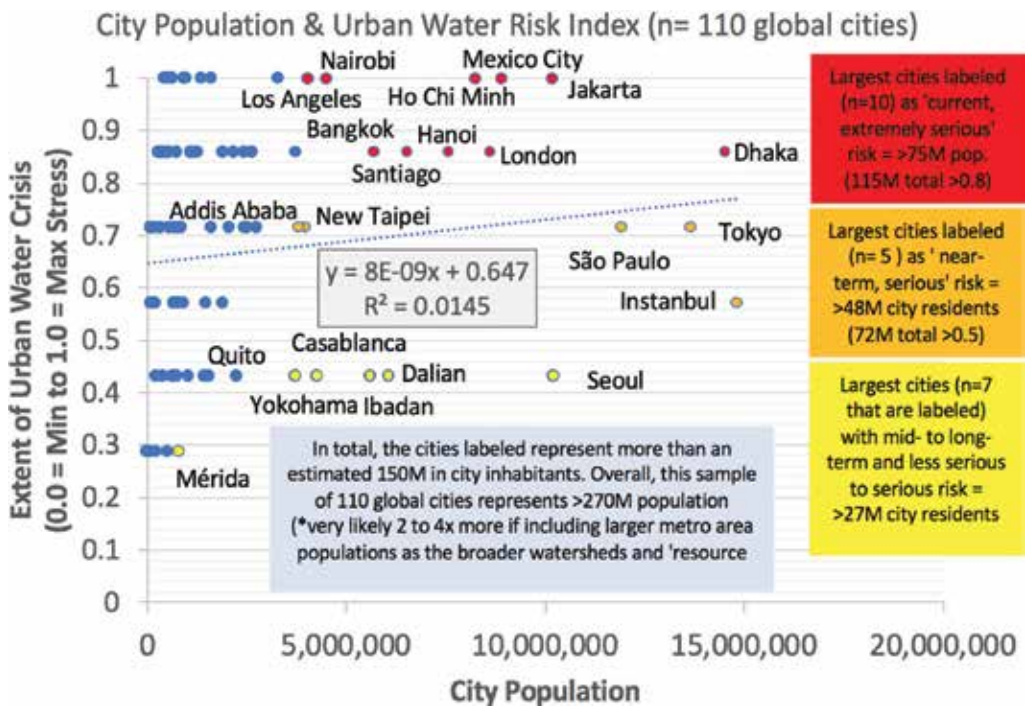 City Population & Urban Water Risk Index (n= 110 global cities)
Extent of Urban Water Crisis
(0.0 = Min to 1.0 = Max Stress)
1
0.9
0.8
0.7
0.6
0.5
0.4
0.3
0.2
0.1
0
Nairobi
Mexico City
Los Angeles
Ho Chi Minh
Jakarta
Bangkok
Hanoi
Santiago
London
Dhaka
Addis Ababa
New Taipei
São Paulo
Tokyo
y = 8E-09x + 0.647
R² = 0.0145
Instanbul
Quito
Casablanca
Dalian
Seoul
Yokohama
Ibadan
Mérida
In total, the cities labeled represent more than an
estimated 150M in city inhabitants. Overall, this sample
of 110 global cities represents >270M population
(*very likely 2 to 4x more if including larger metro area
populations as the broader watersheds and 'resource
0
5,000,000
10,000,000
15,000,000
20,000,000
City Population
Largest cities labeled
(n=10) as 'current,
extremely serious'
risk = >75M pop.
(115M total >0.8)
Largest cities labeled
(n= 5 ) as ' near-
term, serious' risk =
>48M city residents
(72M total >0.5)
Largest cities (n=7
that are labeled)
with mid- to long-
term and less serious
to serious risk =
>27M city residents